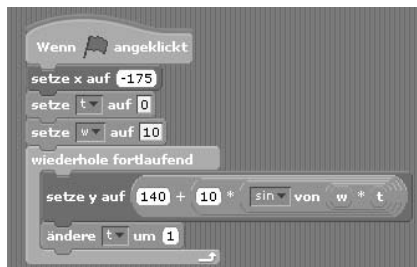 Wenn angeklickt
setze x auf -175
setze t auf 0
setze w auf 10
wiederhole fortlaufend
setze y auf 140 + 10 * sin von w * t
ändere t um 1